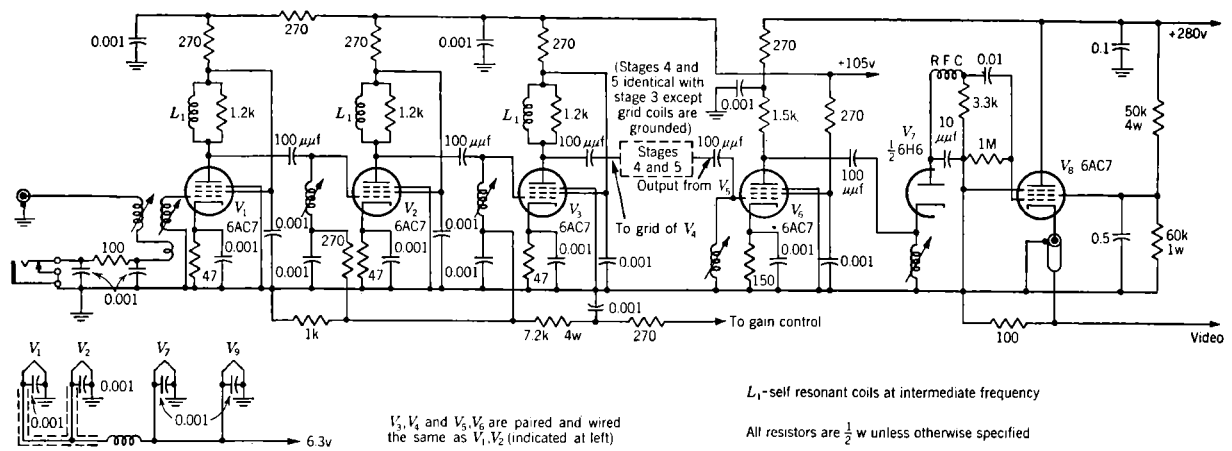 0.001
270
270
270
0.001
270
(Stages 4 and
5 identical with
stage 3 except
grid coils are
grounded)
270
+105v
0.001
0.1
+280v
R F C
0.01
L₁
1.2k
L₁
1.2k
L₁
1.2k
1.5k
270
3.3k
50k
4w
100 μμf
100 μμf
100 μμf
100 μμf
Stages
4 and 5
Output from
100
μμf
V₇
½ 6H6
10
μμf
1M
V₈ 6AC7
V₁
6AC7
V₂
6AC7
V₃
6AC7
V₅
V₆
6AC7
To grid of V₄
100
0.001
47
0.001
0.001
0.001
270
47
0.001
0.001
0.001
47
0.001
0.001
0.001
150
0.001
0.001
0.5
60k
1w
1k
7.2k 4w
270
To gain control
100
Video
V₁
V₂
V₇
V₉
0.001
0.001
0.001
6.3v
V₃,V₄ and V₅,V₆ are paired and wired
the same as V₁,V₂ (indicated at left)
L₁-self resonant coils at intermediate frequency
All resistors are ½ w unless otherwise specified